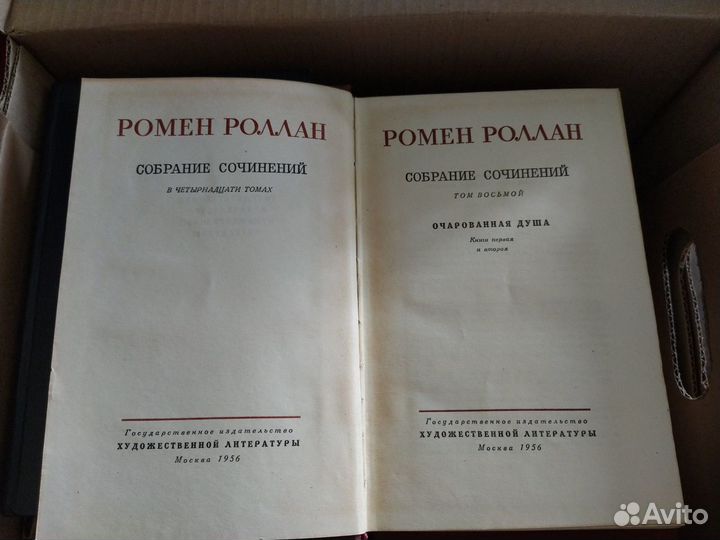 РОМЕН РОЛЛАН
СОБРАНИЕ СОЧИНЕНИЙ
В ЧЕТЫРНАДЦАТИ ТОМАХ
Государственное издательство
ХУДОЖЕСТВЕННОЙ ЛИТЕРАТУРЫ
Москва 1956
РОМЕН РОЛЛАН
СОБРАНИЕ СОЧИНЕНИЙ
ТОМ ВОСЬМОЙ
ОЧАРОВАННАЯ ДУША
Книги первая
и вторая
Государственное издательство
ХУДОЖЕСТВЕННОЙ ЛИТЕРАТУРЫ
Москва 1956
Avito